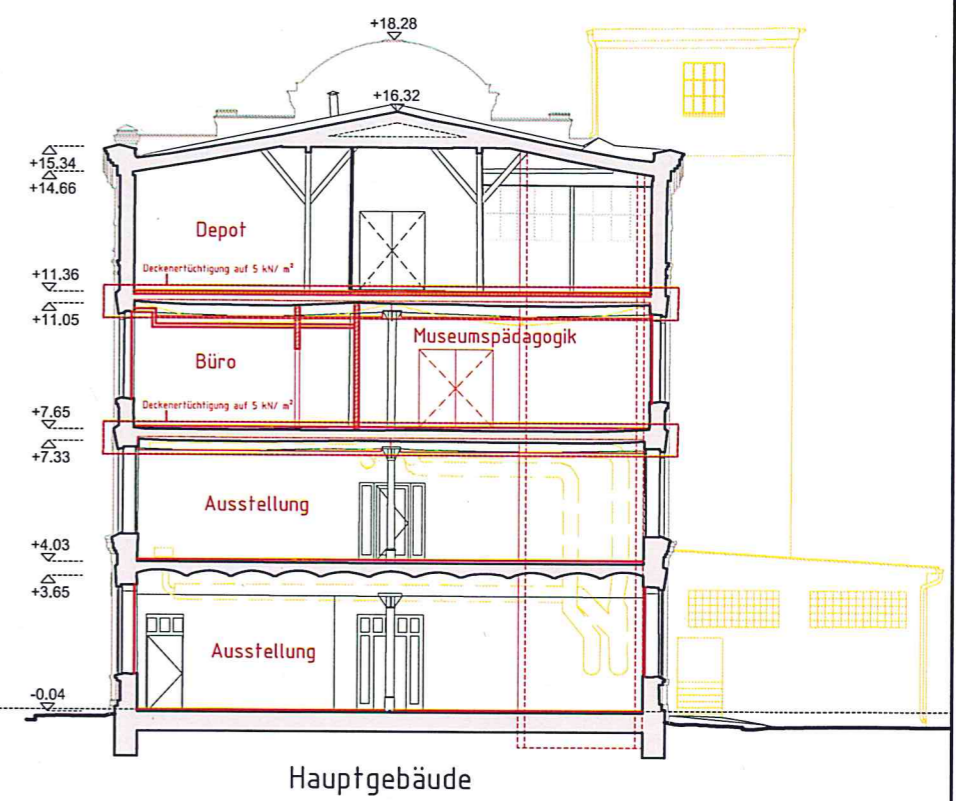 +18.28
+16.32
+15.34
+14.66
Depot
Deckenertüchtigung auf 5 kN/ m²
+11.36
+11.05
Museumspädagogik
Büro
Deckenertüchtigung auf 5 kN/ m²
+7.65
+7.33
Ausstellung
+4.03
+3.65
Ausstellung
-0.04
Hauptgebäude